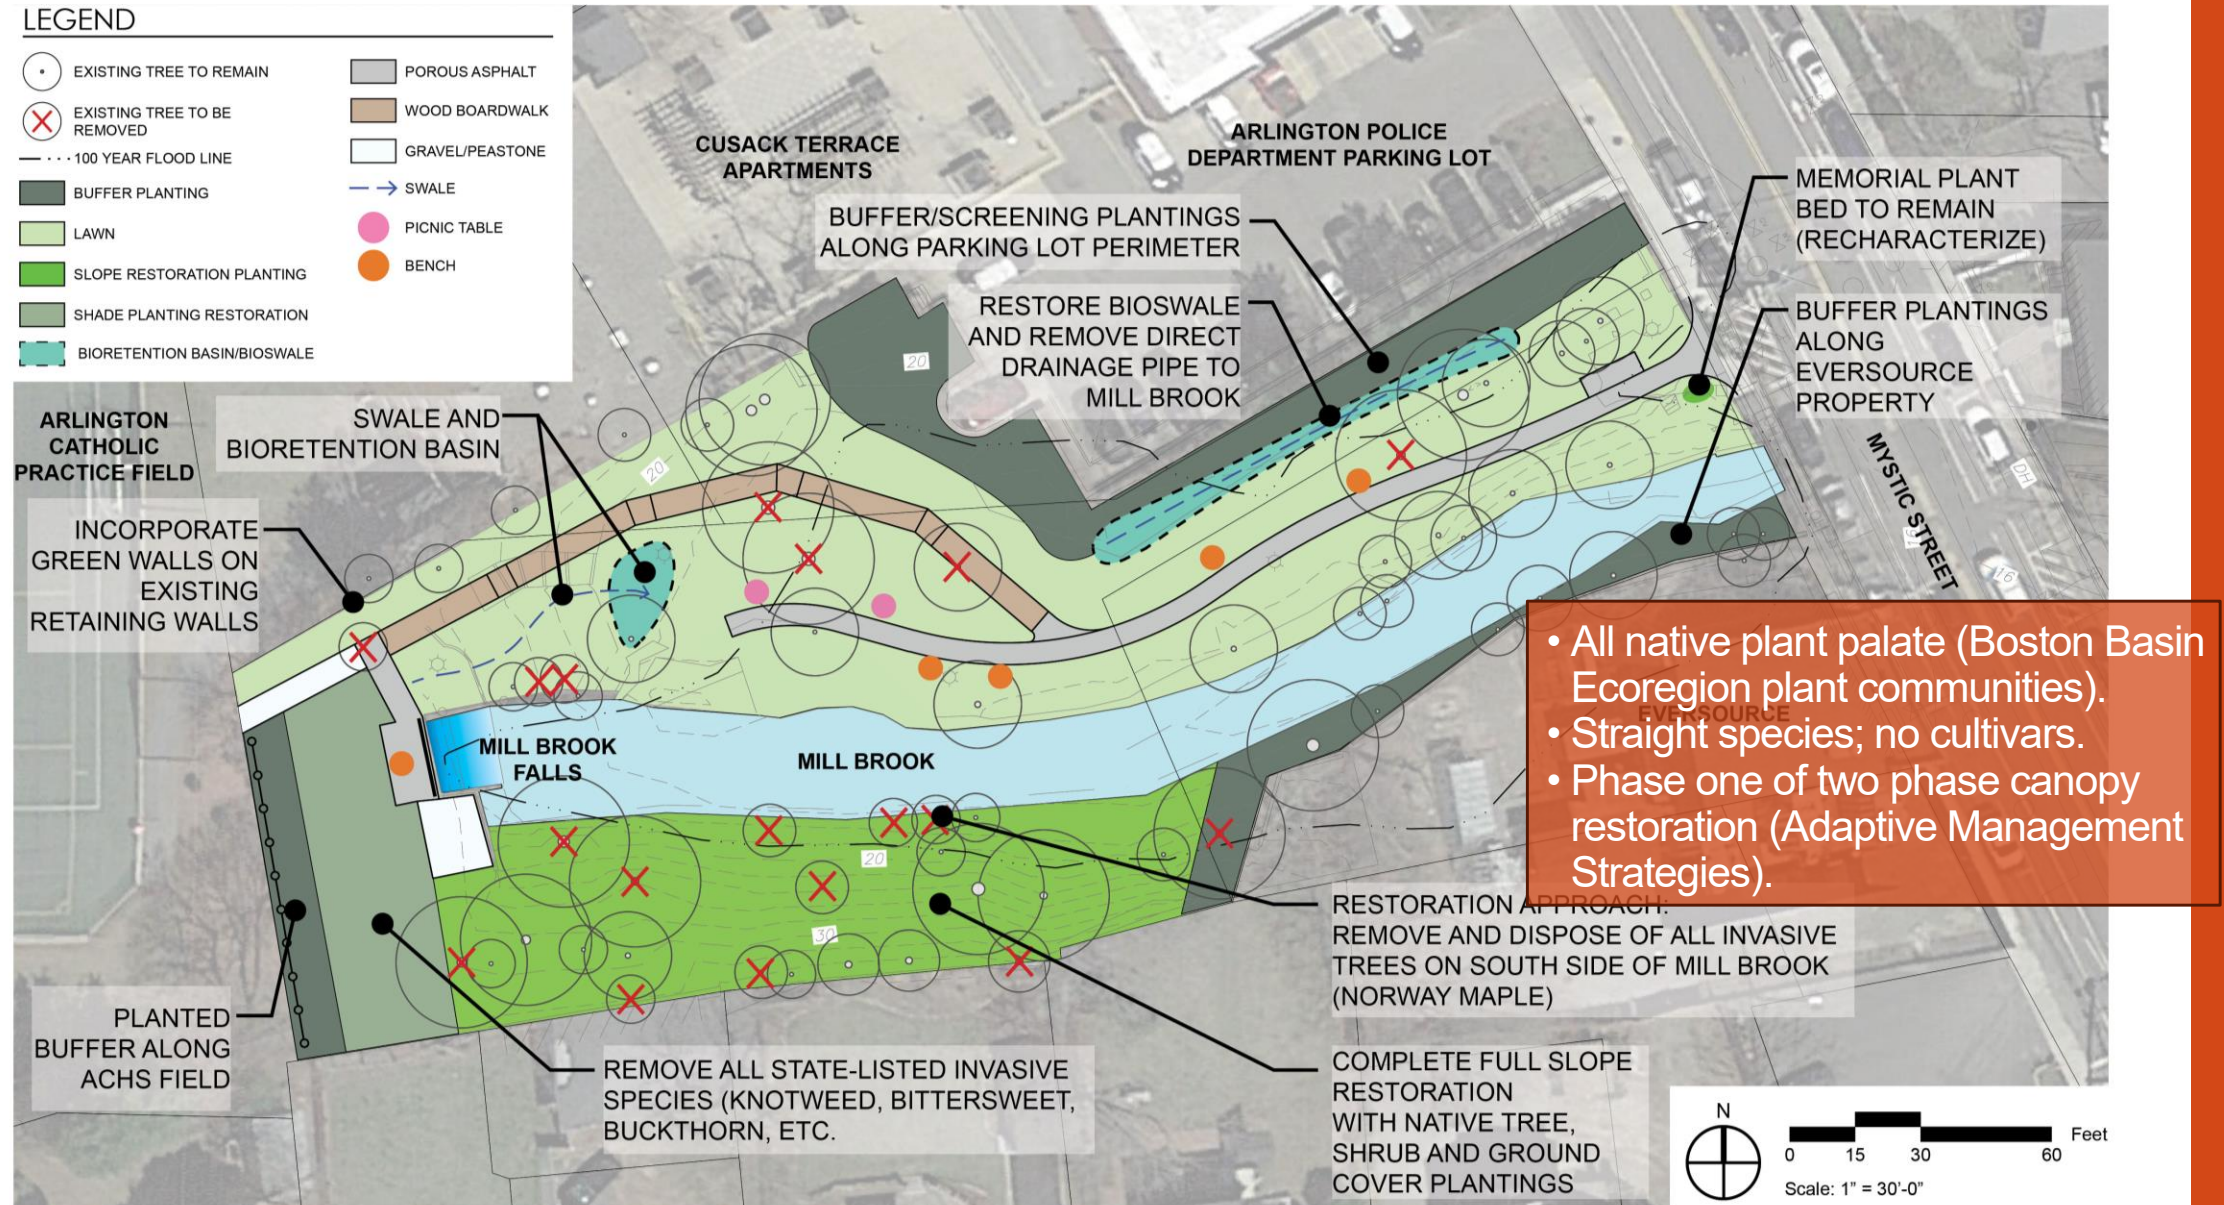 LEGEND
EXISTING TREE TO REMAIN
EXISTING TREE TO BE
REMOVED
100 YEAR FLOOD LINE
BUFFER PLANTING
LAWN
SLOPE RESTORATION PLANTING
SHADE PLANTING RESTORATION
BIORETENTION BASIN/BIOSWALE
POROUS ASPHALT
WOOD BOARDWALK
GRAVEL/PEASTONE
SWALE
PICNIC TABLE
BENCH
CUSACK TERRACE
APARTMENTS
ARLINGTON POLICE
DEPARTMENT PARKING LOT
BUFFER/SCREENING PLANTINGS
ALONG PARKING LOT PERIMETER
RESTORE BIOSWALE
AND REMOVE DIRECT
DRAINAGE PIPE TO
MILL BROOK
MEMORIAL PLANT
BED TO REMAIN
(RECHARACTERIZE)
BUFFER PLANTINGS
ALONG
EVERSOURCE
PROPERTY
ARLINGTON
CATHOLIC
PRACTICE FIELD
SWALE AND
BIORETENTION BASIN
INCORPORATE
GREEN WALLS ON
EXISTING
RETAINING WALLS
20
20
MYSTIC STREET
DH
16
MILL BROOK
FALLS
MILL BROOK
EVERSOURCE
• All native plant palate (Boston Basin
Ecoregion plant communities).
• Straight species; no cultivars.
• Phase one of two phase canopy
restoration (Adaptive Management
Strategies).
20
30
RESTORATION APPROACH:
REMOVE AND DISPOSE OF ALL INVASIVE
TREES ON SOUTH SIDE OF MILL BROOK
(NORWAY MAPLE)
PLANTED
BUFFER ALONG
ACHS FIELD
REMOVE ALL STATE-LISTED INVASIVE
SPECIES (KNOTWEED, BITTERSWEET,
BUCKTHORN, ETC.
COMPLETE FULL SLOPE
RESTORATION
WITH NATIVE TREE,
SHRUB AND GROUND
COVER PLANTINGS
N
0 15 30 60 Feet
Scale: 1" = 30'-0"